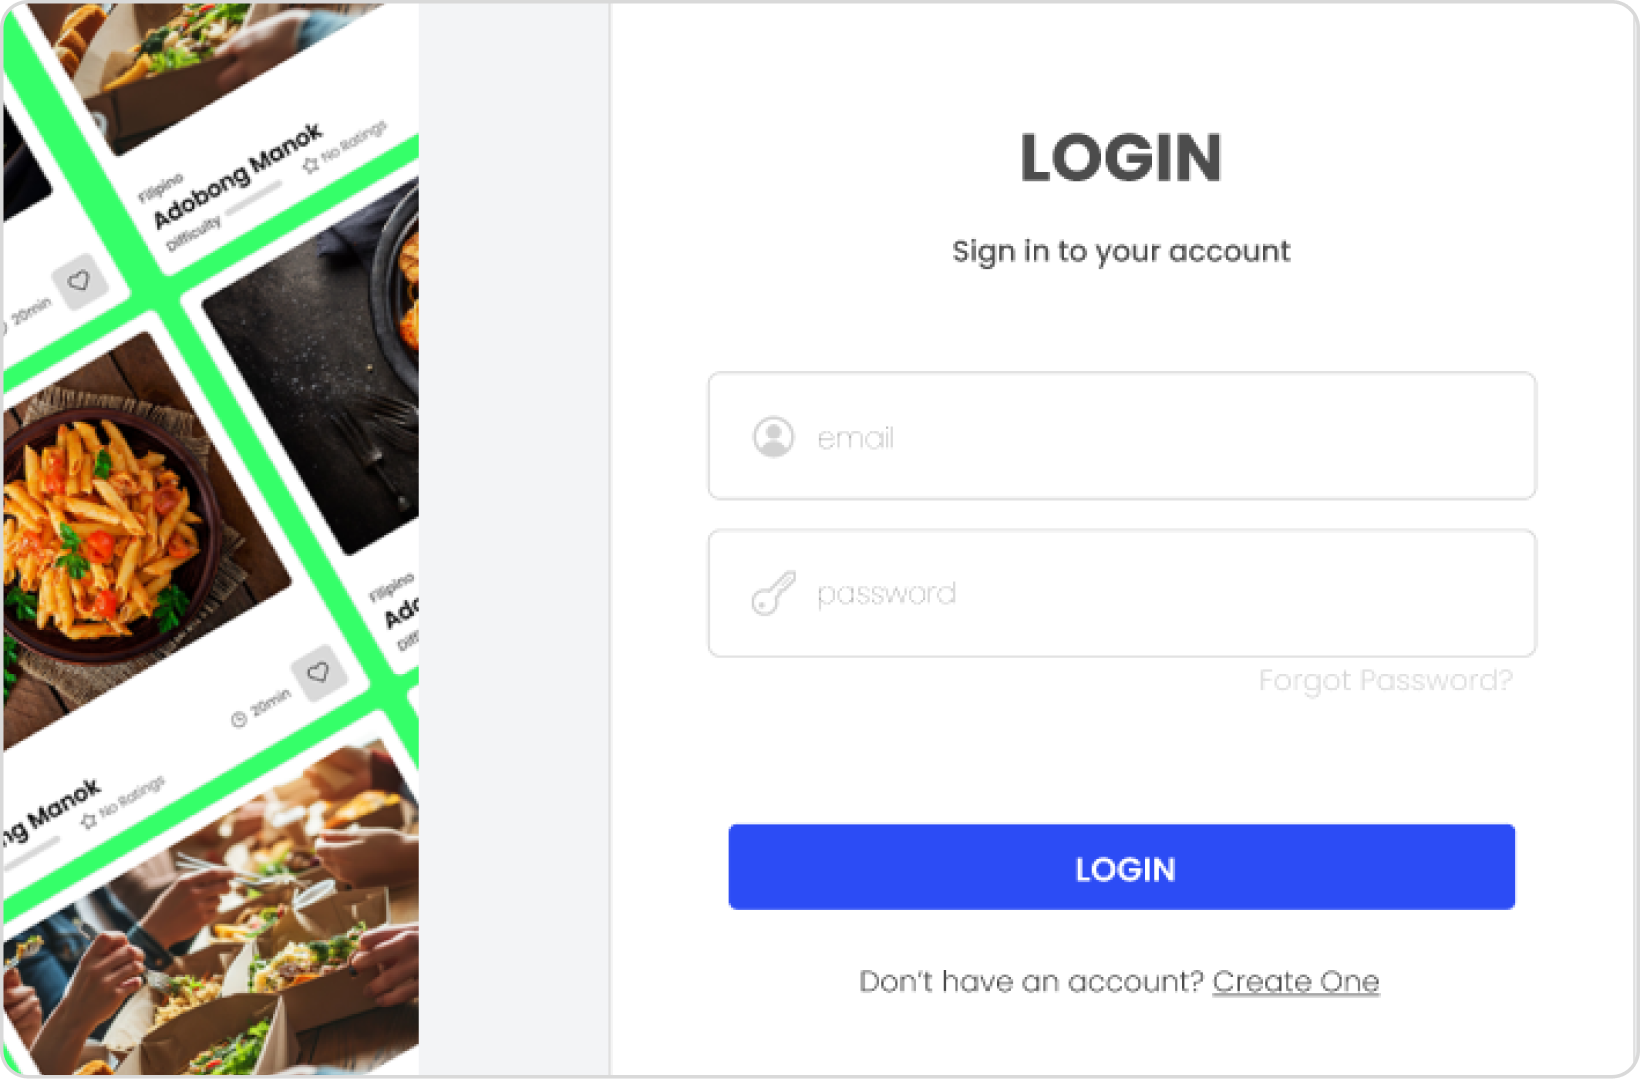 Filipino
Adobong Manok
No Ratings
Difficulty
20min
Filipino
Ado
Diffi
20min
ng Manok
No Ratings
LOGIN
Sign in to your account
email
password
Forgot Password?
LOGIN
Don't have an account? Create One